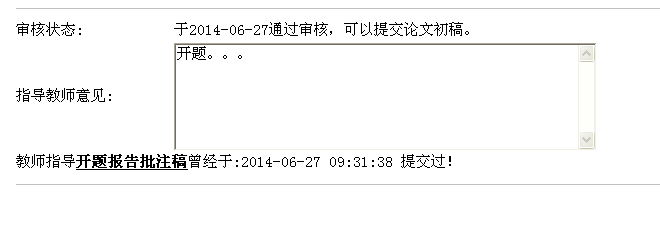 审核状态: 于2014-06-27通过审核，可以提交论文初稿。
开题。。。
指导教师意见:
教师指导开题报告批注稿曾经于:2014-06-27 09:31:38 提交过!